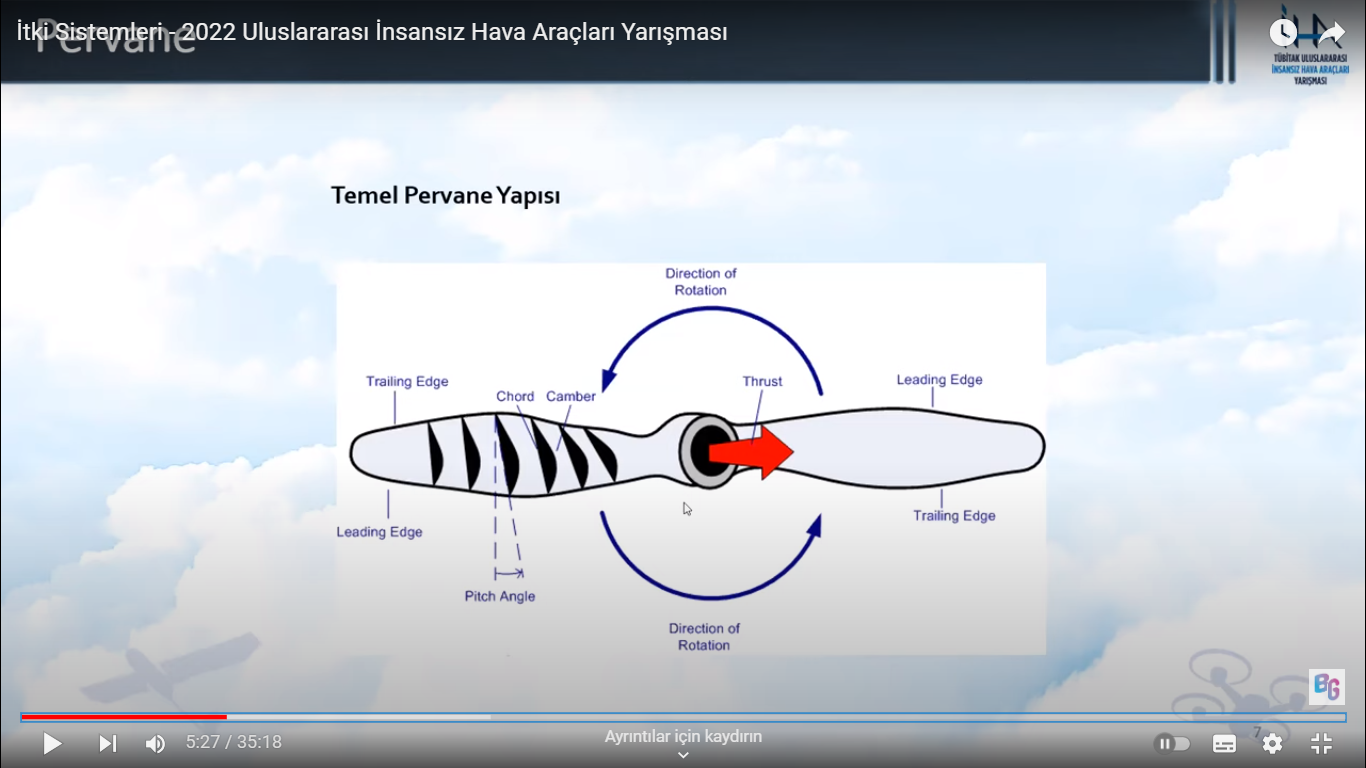 İtki Sistemleri - 2022 Uluslararası İnsansız Hava Araçları Yarışması
Pervane
İHA
TÜBİTAK ULUSLARARASI
İNSANSIZ HAVA ARAÇLARI
YARIŞMASI
Temel Pervane Yapısı
Direction of
Rotation
Trailing Edge
Chord
Camber
Thrust
Leading Edge
Leading Edge
Trailing Edge
Pitch Angle
Direction of
Rotation
BG
7
5:27 / 35:18
Ayrıntılar için kaydırın